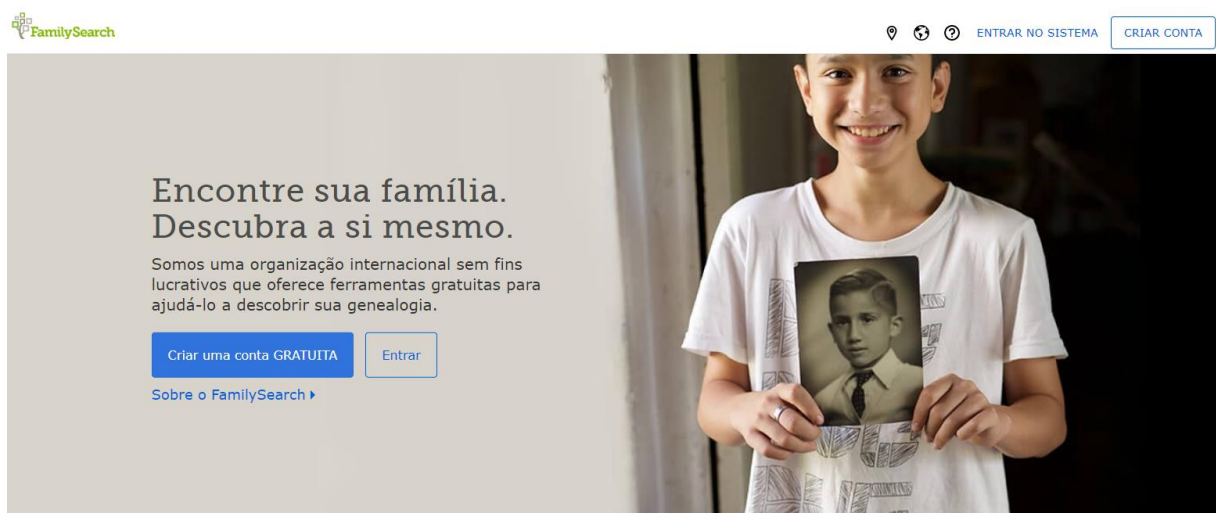 FamilySearch
ENTRAR NO SISTEMA
CRIAR CONTA
Encontre sua família.
Descubra a si mesmo.
Somos uma organização internacional sem fins
lucrativos que oferece ferramentas gratuitas para
ajudá-lo a descobrir sua genealogia.
Criar uma conta GRATUITA
Entrar
Sobre o FamilySearch